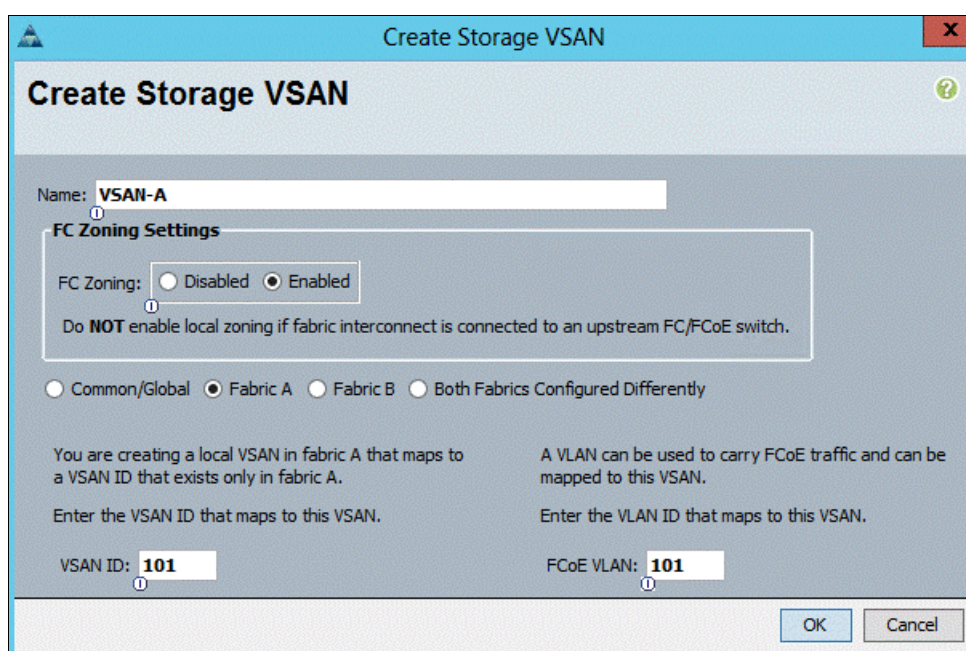 Create Storage VSAN
X
Create Storage VSAN
?
Name: VSAN-A
FC Zoning Settings
FC Zoning: Disabled Enabled
Do NOT enable local zoning if fabric interconnect is connected to an upstream FC/FCoE switch.
Common/Global Fabric A Fabric B Both Fabrics Configured Differently
You are creating a local VSAN in fabric A that maps to
a VSAN ID that exists only in fabric A.
Enter the VSAN ID that maps to this VSAN.
A VLAN can be used to carry FCoE traffic and can be
mapped to this VSAN.
Enter the VLAN ID that maps to this VSAN.
VSAN ID: 101
FCoE VLAN: 101
OK Cancel